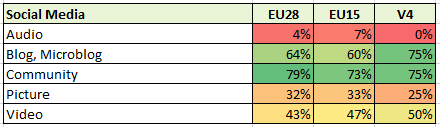 Social Media EU28 EU15 V4
Audio 4% 7% 0%
Blog, Microblog 64% 60% 75%
Community 79% 73% 75%
Picture 32% 33% 25%
Video 43% 47% 50%